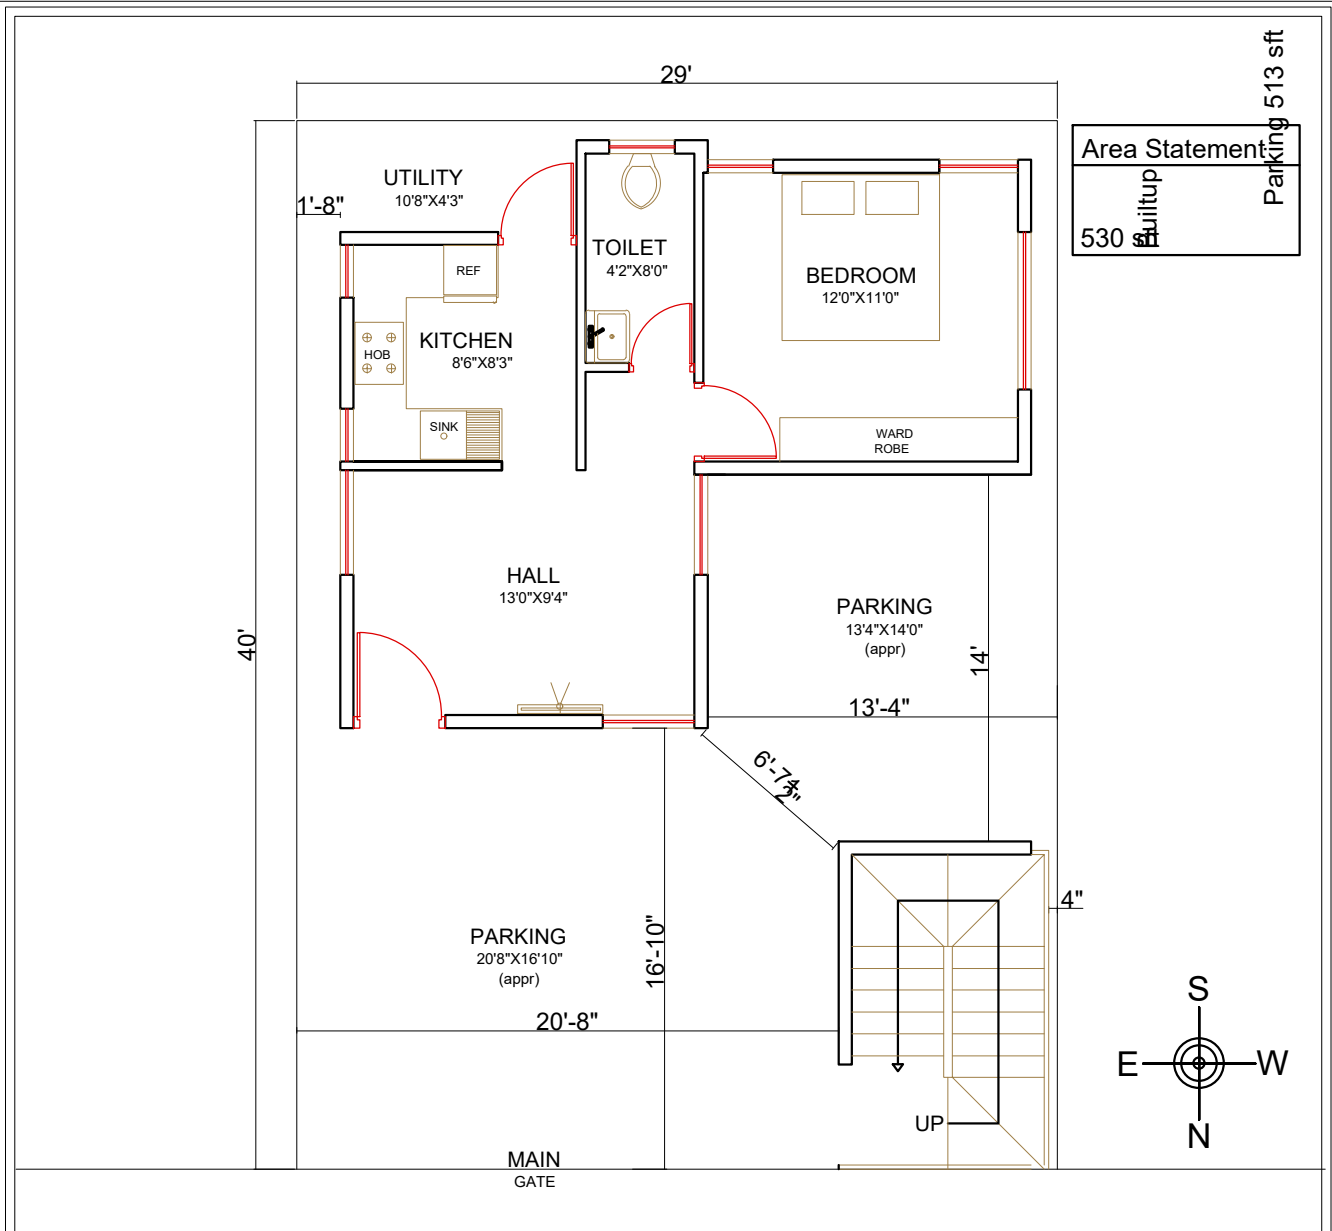 29'
Parking 513 sft
Area Statement
Builtup
530 sft
UTILITY
10'8"X4'3"
1'-8"
TOILET
4'2"X8'0"
REF
BEDROOM
12'0"X11'0"
KITCHEN
8'6"X8'3"
HOB
SINK
WARD
ROBE
HALL
13'0"X9'4"
PARKING
13'4"X14'0"
(appr)
40'
14'
13'-4"
4"
PARKING
20'8"X16'10"
(appr)
16'-10"
20'-8"
UP
MAIN
GATE
S
E
W
N